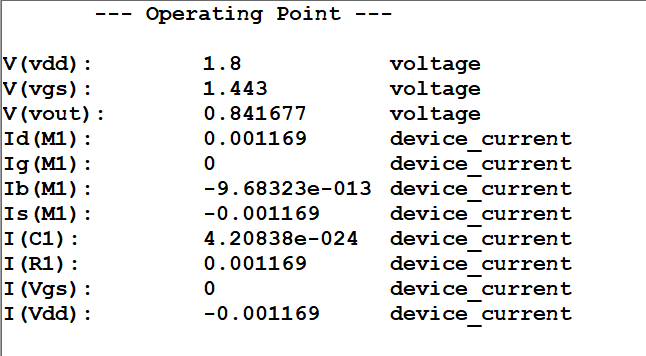 --- Operating Point ---
V(vdd): 1.8 voltage
V(vgs): 1.443 voltage
V(vout): 0.841677 voltage
Id(M1): 0.001169 device_current
Ig(M1): 0 device_current
Ib(M1): -9.68323e-013 device_current
Is(M1): -0.001169 device_current
I(C1): 4.20838e-024 device_current
I(R1): 0.001169 device_current
I(Vgs): 0 device_current
I(Vdd): -0.001169 device_current